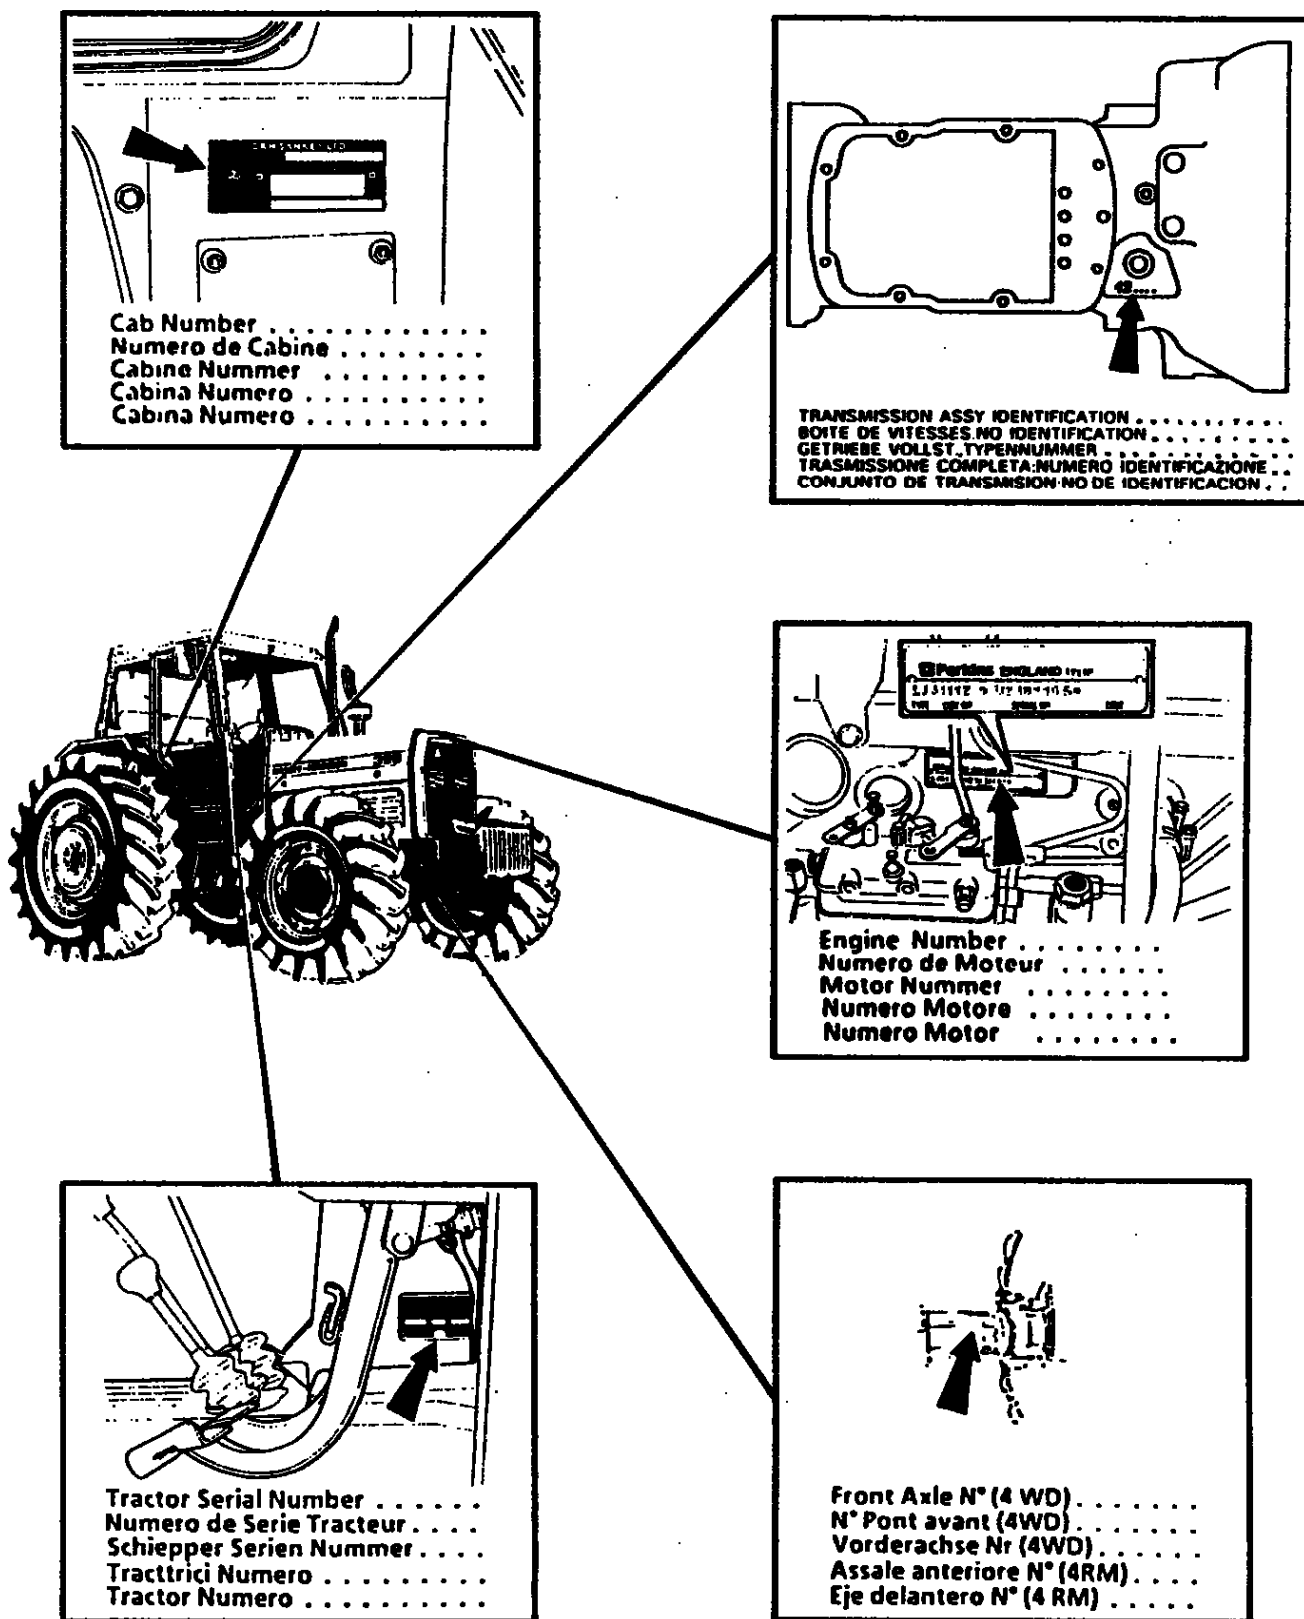 Cab Number . . . . . . . . . . . .
Numero de Cabine . . . . . . . .
Cabine Nummer . . . . . . . . .
Cabina Numero . . . . . . . . . .
Cabina Numero . . . . . . . . . .
42....
TRANSMISSION ASSY IDENTIFICATION . . . . . . . . . . .
BOITE DE VITESSES.NO IDENTIFICATION . . . . . . . . . .
GETRIEBE VOLLST.,TYPENNUMMER . . . . . . . . . . . .
TRASMISSIONE COMPLETA:NUMERO IDENTIFICAZIONE . .
CONJUNTO DE TRANSMISION·NO DE IDENTIFICACION . .
Perkins ENGLAND
Engine Number . . . . . . . .
Numero de Moteur . . . . . .
Motor Nummer . . . . . . . .
Numero Motore . . . . . . . .
Numero Motor . . . . . . . .
Tractor Serial Number . . . . . .
Numero de Serie Tracteur . . . .
Schiepper Serien Nummer . . . .
Tracttrici Numero . . . . . . . . .
Tractor Numero . . . . . . . . . .
Front Axle N° (4 WD) . . . . . . .
N° Pont avant (4WD) . . . . . . .
Vorderachse Nr (4WD) . . . . . .
Assale anteriore N° (4RM) . . . .
Eje delantero N° (4 RM) . . . . .